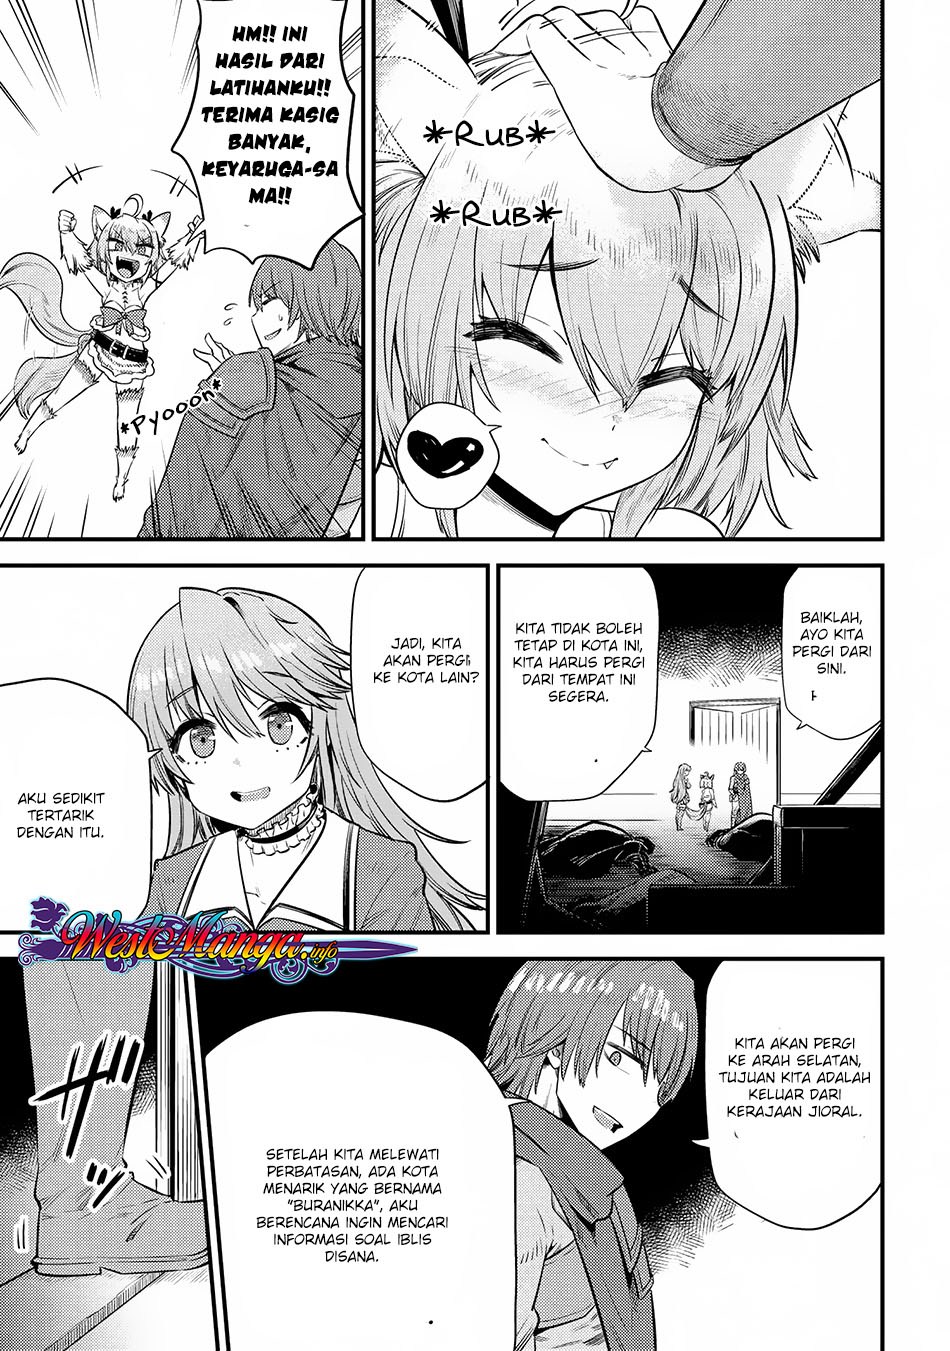 *RUB*
*RUB*
HM!! INI
HASIL DARI
LATIHANKU!!
TERIMA KASIG
BANYAK,
KEYARUGA-SA
MA!!
*PYOOON*
BAIKLAH,
AYO KITA
PERGI DARI
SINI.
KITA TIDAK BOLEH
TETAP DI KOTA INI,
KITA HARUS PERGI
DARI TEMPAT INI
SEGERA.
JADI, KITA
AKAN PERGI
KE KOTA LAIN?
AKU SEDIKIT
TERTARIK
DENGAN ITU.
WestManga.info
KITA AKAN PERGI
KE ARAH SELATAN,
TUJUAN KITA ADALAH
KELUAR DARI
KERAJAAN JIORAL.
SETELAH KITA MELEWATI
PERBATASAN, ADA KOTA
MENARIK YANG BERNAMA
"BURANIKKA", AKU
BERENCANA INGIN MENCARI
INFORMASI SOAL IBLIS
DISANA.